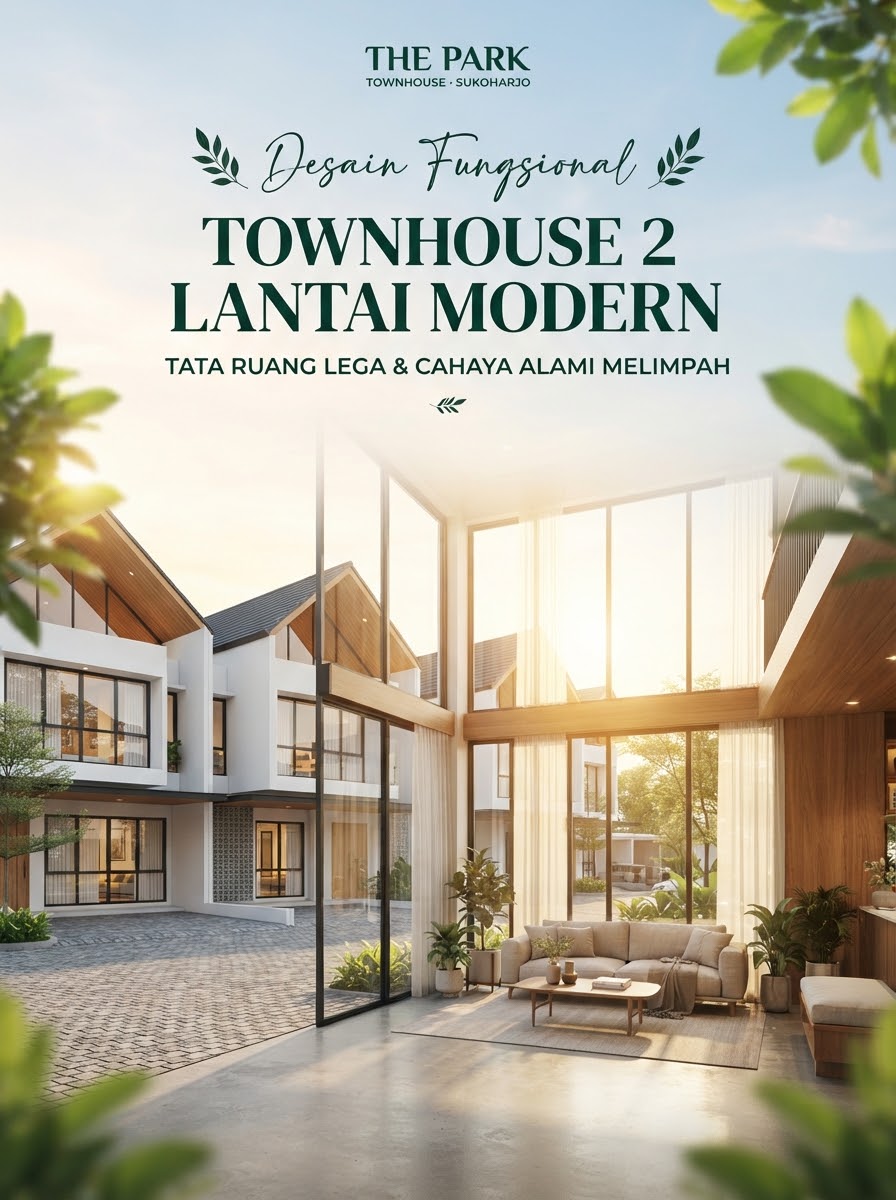 THE PARK
TOWNHOUSE · SUKOHARJO
Desain Fungsional
TOWNHOUSE 2
LANTAI MODERN
TATA RUANG LEGA & CAHAYA ALAMI MELIMPAH